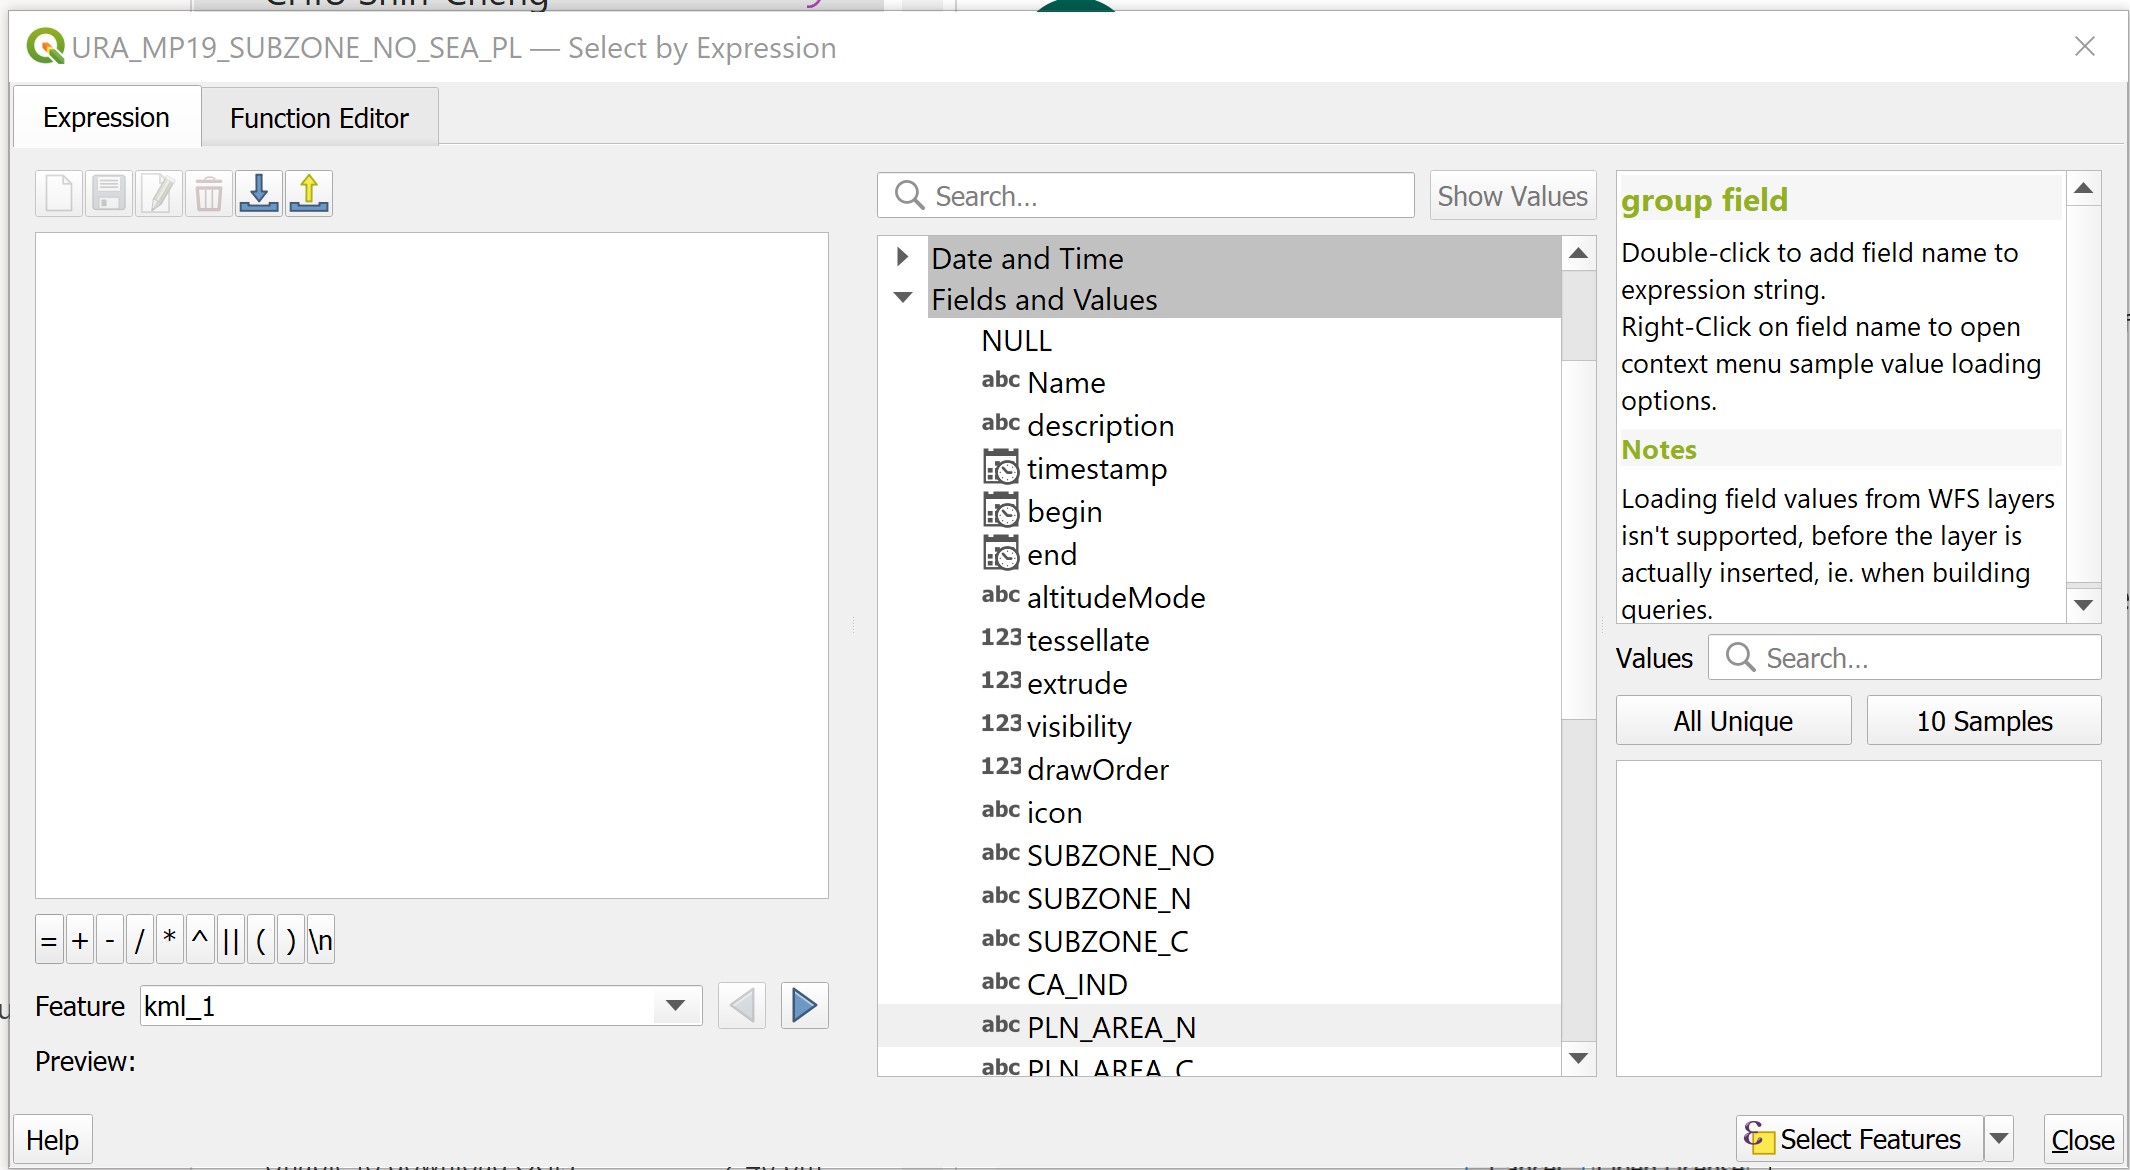 URA_MP19_SUBZONE_NO_SEA_PL — Select by Expression
Expression
Function Editor
Search...
Show Values
Date and Time
Fields and Values
NULL
abc Name
abc description
timestamp
begin
end
abc altitudeMode
123 tessellate
123 extrude
123 visibility
123 drawOrder
abc icon
abc SUBZONE_NO
abc SUBZONE_N
abc SUBZONE_C
abc CA_IND
abc PLN_AREA_N
abc PLN_AREA_C
group field
Double-click to add field name to
expression string.
Right-Click on field name to open
context menu sample value loading
options.
Notes
Loading field values from WFS layers
isn't supported, before the layer is
actually inserted, ie. when building
queries.
Values Search...
All Unique
10 Samples
= + - / * ^ || ( ) \n
Feature kml_1
Preview:
Help
Select Features
Close